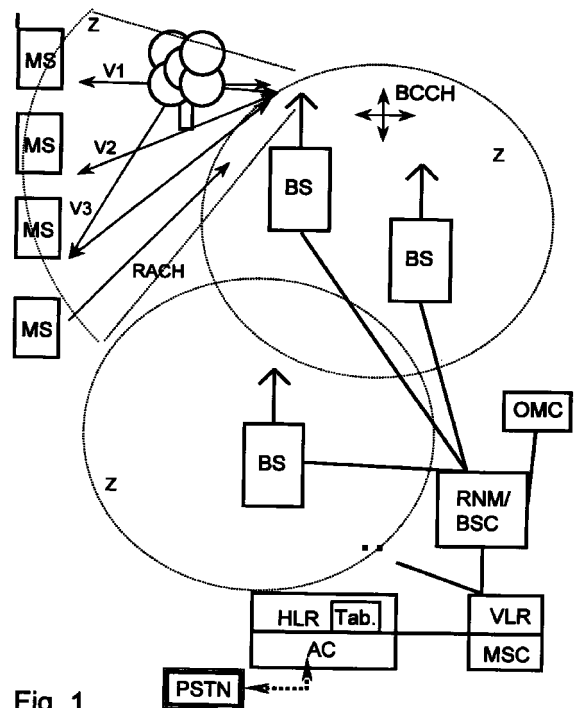 Z
MS
V1
BCCH
MS
V2
Z
BS
MS
V3
BS
RACH
MS
OMC
BS
Z
RNM/
BSC
HLR
Tab.
VLR
AC
MSC
PSTN
Fig. 1